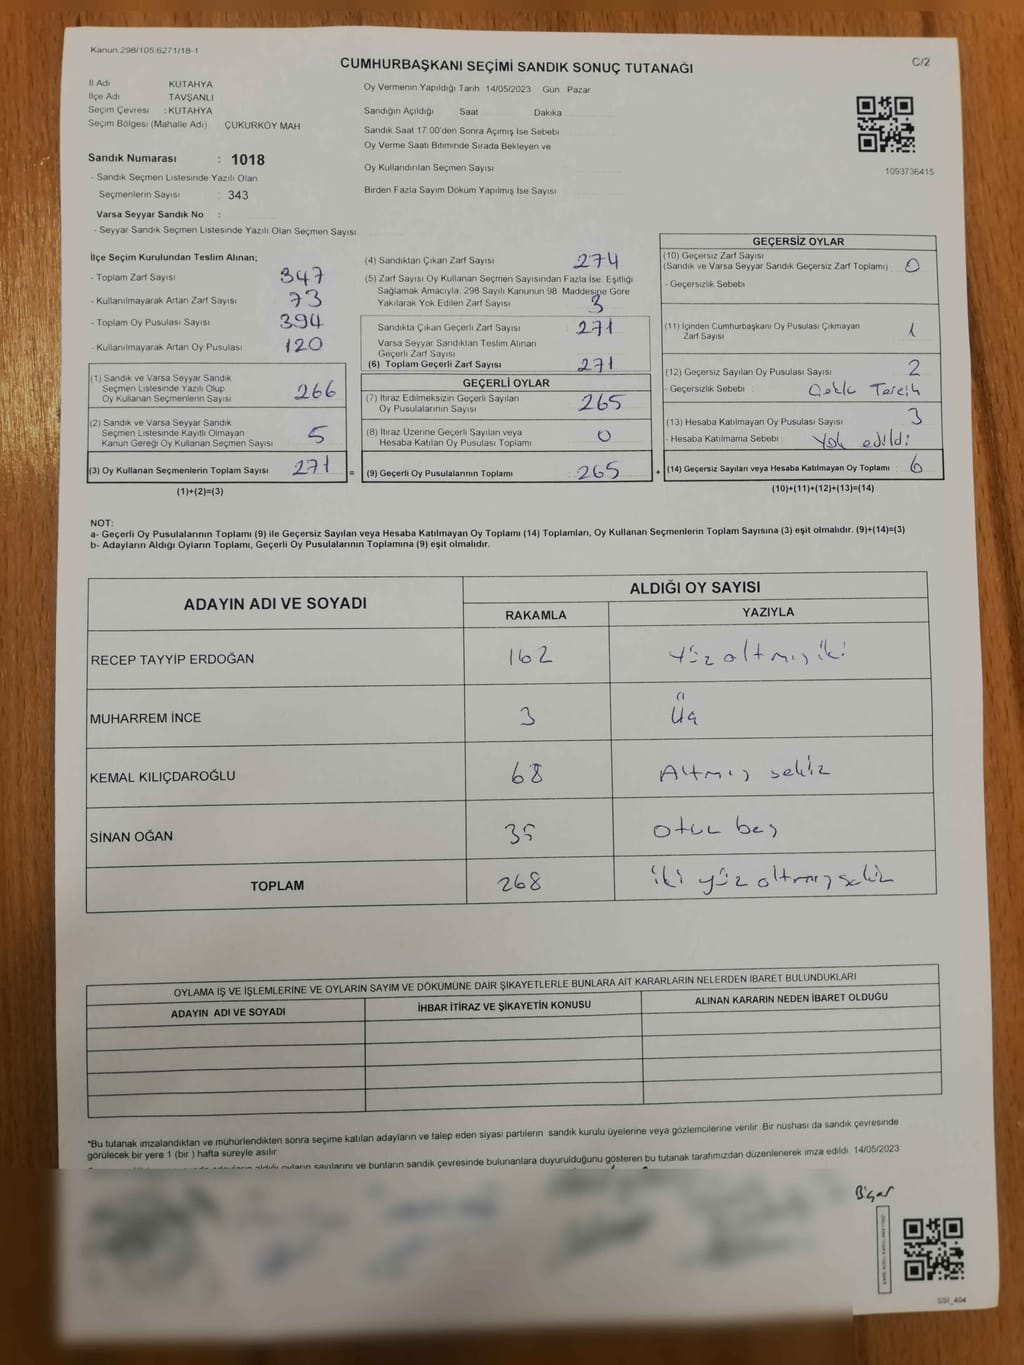 Kanun.298/105.6271/18-1
CUMHURBAŞKANI SEÇİMİ SANDIK SONUÇ TUTANAĞI
C/2
İl Adı KUTAHYA
İlçe Adı TAVŞANLI
Seçim Çevresi : KUTAHYA
Seçim Bölgesi (Mahalle Adı) ÇUKURKÖY MAH
Oy Vermenin Yapıldığı Tarih 14/05/2023 Gün Pazar
Sandığın Açıldığı Saat Dakika
Sandık Saat 17.00'den Sonra Açılmış İse Sebebi
Oy Verme Saati Bitiminde Sırada Bekleyen ve
Oy Kullandırılan Seçmen Sayısı
Birden Fazla Sayım Döküm Yapılmış İse Sayısı
1093736415
Sandık Numarası : 1018
- Sandık Seçmen Listesinde Yazılı Olan
Seçmenlerin Sayısı : 343
Varsa Seyyar Sandık No :
- Seyyar Sandık Seçmen Listesinde Yazılı Olan Seçmen Sayısı
İlçe Seçim Kurulundan Teslim Alınan;
- Toplam Zarf Sayısı 347
- Kullanılmayarak Artan Zarf Sayısı 73
- Toplam Oy Pusulası Sayısı 394
- Kullanılmayarak Artan Oy Pusulası 120
(1) Sandık ve Varsa Seyyar Sandık
Seçmen Listesinde Yazılı Olup
Oy Kullanan Seçmenlerin Sayısı 266
(2) Sandık ve Varsa Seyyar Sandık
Seçmen Listesinde Kayıtlı Olmayan
Kanun Gereği Oy Kullanan Seçmen Sayısı 5
(3) Oy Kullanan Seçmenlerin Toplam Sayısı 271 =
(1)+(2)=(3)
(4) Sandıktan Çıkan Zarf Sayısı 274
(5) Zarf Sayısı Oy Kullanan Seçmen Sayısından Fazla İse, Eşitliği
Sağlamak Amacıyla, 298 Sayılı Kanunun 98. Maddesine Göre
Yakılarak Yok Edilen Zarf Sayısı 3
Sandıkta Çıkan Geçerli Zarf Sayısı 271
Varsa Seyyar Sandıktan Teslim Alınan
Geçerli Zarf Sayısı
(6) Toplam Geçerli Zarf Sayısı 271
GEÇERLİ OYLAR
(7) İtiraz Edilmeksizin Geçerli Sayılan
Oy Pusulalarının Sayısı 265
(8) İtiraz Üzerine Geçerli Sayılan veya
Hesaba Katılan Oy Pusulası Toplamı 0
(9) Geçerli Oy Pusulalarının Toplamı : 265 +
GEÇERSİZ OYLAR
(10) Geçersiz Zarf Sayısı
(Sandık ve Varsa Seyyar Sandık Geçersiz Zarf Toplamı) 0
- Geçersizlik Sebebi
(11) İçinden Cumhurbaşkanı Oy Pusulası Çıkmayan
Zarf Sayısı 1
(12) Geçersiz Sayılan Oy Pusulası Sayısı 2
- Geçersizlik Sebebi : Çoklu Tercih
(13) Hesaba Katılmayan Oy Pusulası Sayısı 3
- Hesaba Katılmama Sebebi Yok edildi
(14) Geçersiz Sayılan veya Hesaba Katılmayan Oy Toplamı 6
(10)+(11)+(12)+(13)=(14)
NOT:
a- Geçerli Oy Pusulalarının Toplamı (9) ile Geçersiz Sayılan veya Hesaba Katılmayan Oy Toplamı (14) Toplamları, Oy Kullanan Seçmenlerin Toplam Sayısına (3) eşit olmalıdır. (9)+(14)=(3)
b- Adayların Aldığı Oyların Toplamı, Geçerli Oy Pusulalarının Toplamına (9) eşit olmalıdır.
ADAYIN ADI VE SOYADI
ALDIĞI OY SAYISI
RAKAMLA YAZIYLA
RECEP TAYYİP ERDOĞAN 162 Yüz altmış iki
MUHARREM İNCE 3 Üç
KEMAL KILIÇDAROĞLU 68 Altmış sekiz
SİNAN OĞAN 35 otuz beş
TOPLAM 268 iki yüz altmış sekiz
OYLAMA İŞ VE İŞLEMLERİNE VE OYLARIN SAYIM VE DÖKÜMÜNE DAİR ŞİKAYETLERLE BUNLARA AİT KARARLARIN NELERDEN İBARET BULUNDUKLARI
ADAYIN ADI VE SOYADI İHBAR İTİRAZ VE ŞİKAYETİN KONUSU ALINAN KARARIN NEDEN İBARET OLDUĞU
*Bu tutanak imzalandıktan ve mühürlendikten sonra seçime katılan adayların ve talep eden siyasi partilerin sandık kurulu üyelerine veya gözlemcilerine verilir. Bir nüshası da sandık çevresinde
görülecek bir yere 1 (bir ) hafta süreyle asılır.
adayların aldığı oyların sayılarını ve bunların sandık çevresinde bulunanlara duyurulduğunu gösteren bu tutanak tarafımızdan düzenlenerek imza edildi. 14/05/2023